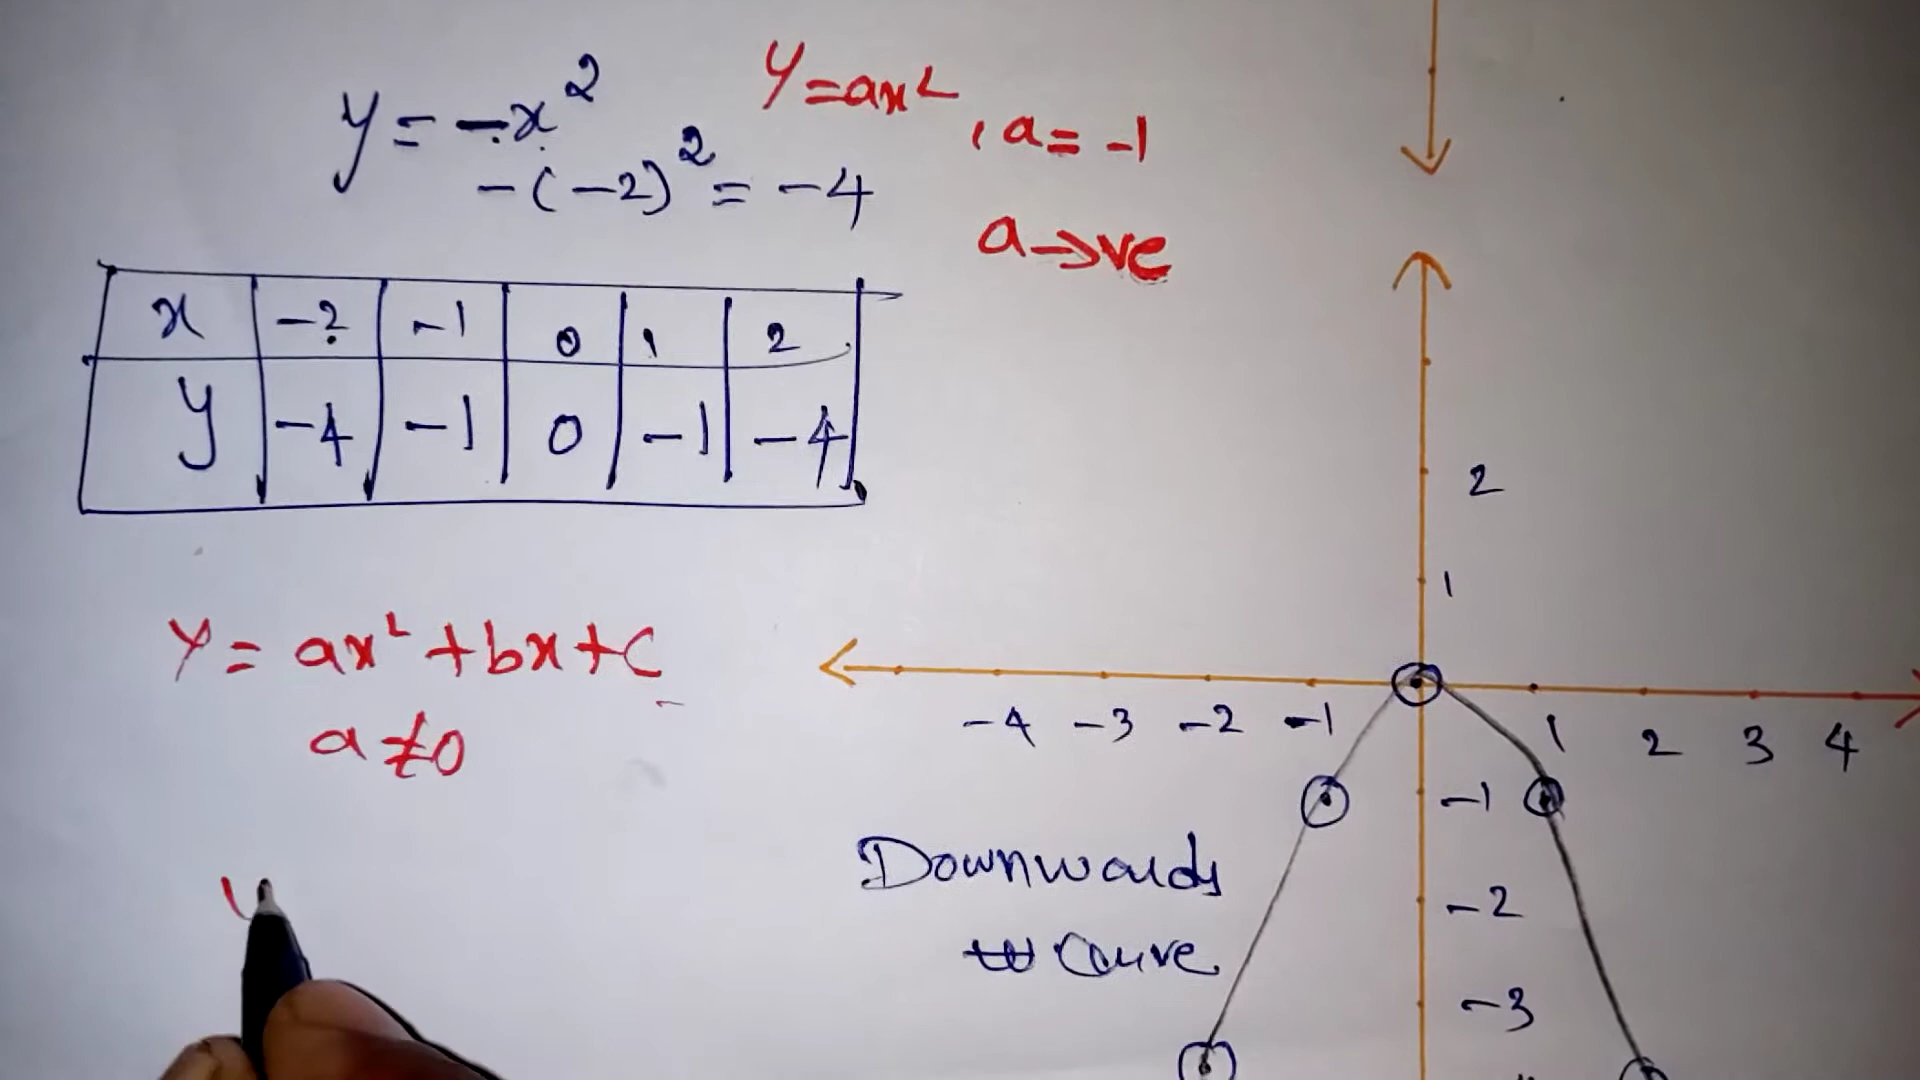 y = -x²
-(-2)² = -4
y = ax², a = -1
a → ve
x -2 -1 0 1 2
y -4 -1 0 -1 -4
y = ax² + bx + c
a ≠ 0
2
1
-4 -3 -2 -1 1 2 3 4
-1
-2
-3
Downwards
Curve